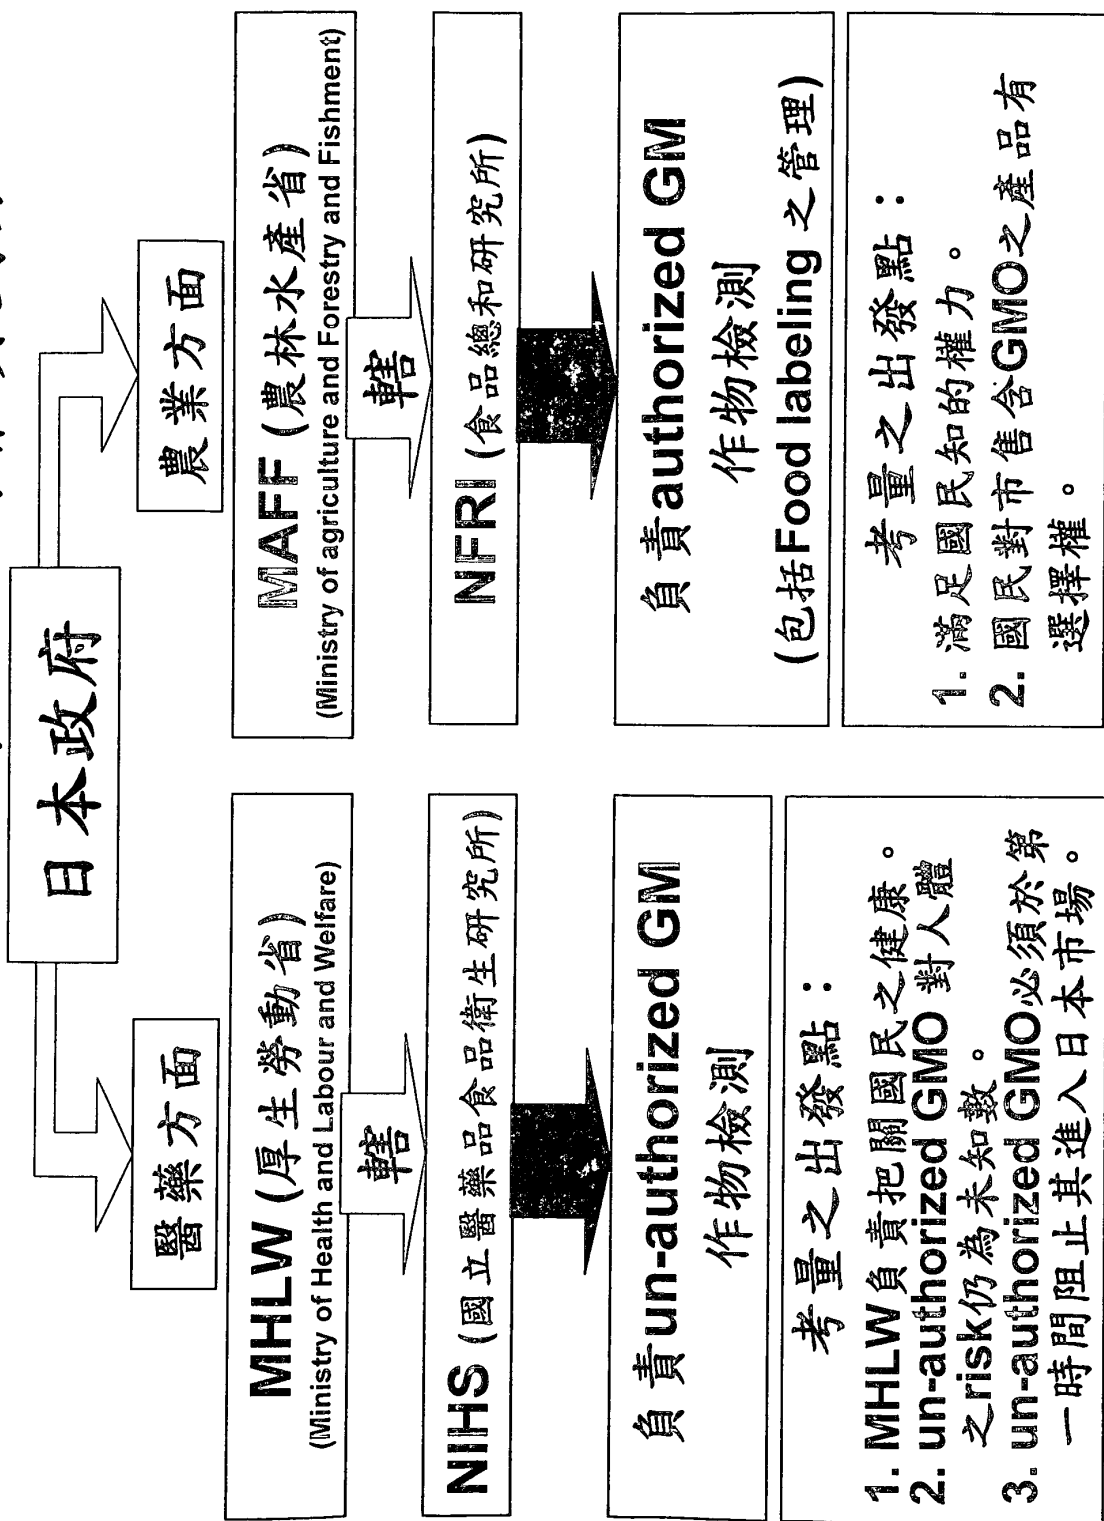 日本政府
醫藥方面
MHLW (厚生勞動省)
(Ministry of Health and Labour and Welfare)
轄
NIHS (國立醫藥品食品衛生研究所)
負責un-authorized GM
作物檢測
考量之出發點：
1. MHLW負責把關國民之健康。
2. un-authorized GMO 對人體
之risk仍為未知數。
3. un-authorized GMO必須於第
一時間阻止其進入日本市場。
農業方面
MAFF (農林水產省)
(Ministry of agriculture and Forestry and Fishment)
轄
NFRI (食品總和研究所)
負責authorized GM
作物檢測
(包括Food labeling 之管理)
考量之出發點：
1. 滿足國民知的權力。
2. 國民對市售含GMO之產品有
選擇權。